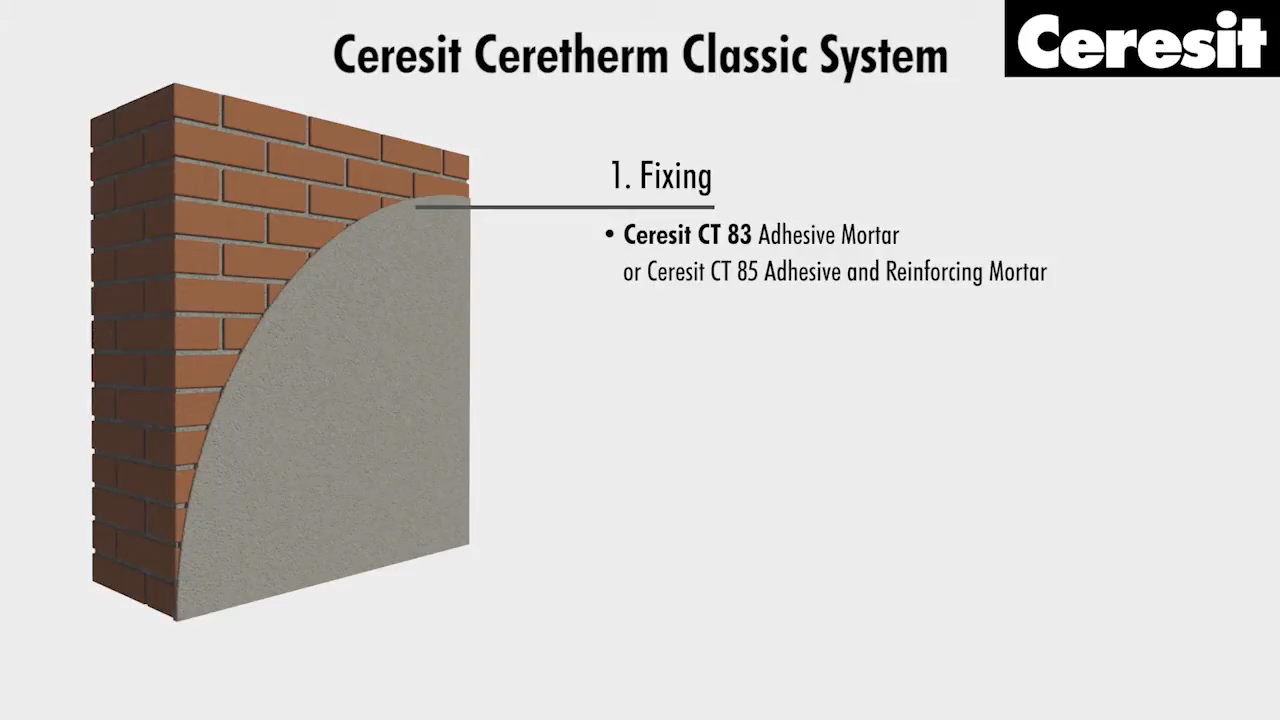 Ceresit Ceretherm Classic System
Ceresit
1. Fixing
• Ceresit CT 83 Adhesive Mortar
or Ceresit CT 85 Adhesive and Reinforcing Mortar